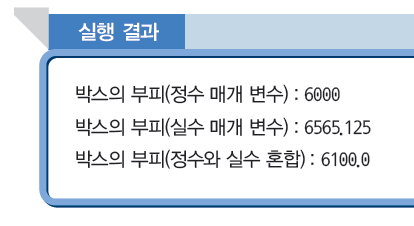 실행 결과
박스의 부피(정수 매개 변수) : 6000
박스의 부피(실수 매개 변수) : 6565.125
박스의 부피(정수와 실수 혼합) : 6100.0